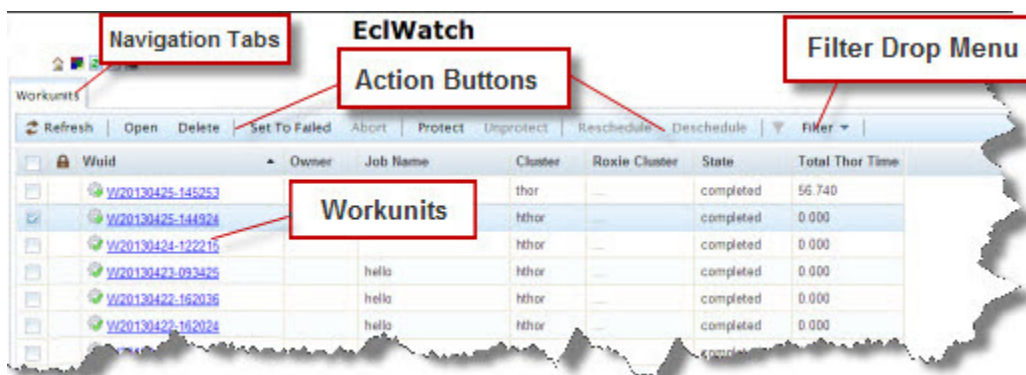 EclWatch
Navigation Tabs
Action Buttons
Filter Drop Menu
Workunits
Refresh Open Delete Set To Failed Abort Protect Unprotect Reschedule Deschedule Filter
Wuid Owner Job Name Cluster Roxie Cluster State Total Thor Time
W20130425-145253 thor completed 56.740
W20130425-144924 hthor completed 0.000
Workunits
W20130424-122215 hthor completed 0.000
W20130423-093425 hello hthor completed 0.000
W20130422-162036 hello hthor completed 0.000
W20130422-162024 hello hthor completed 0.000